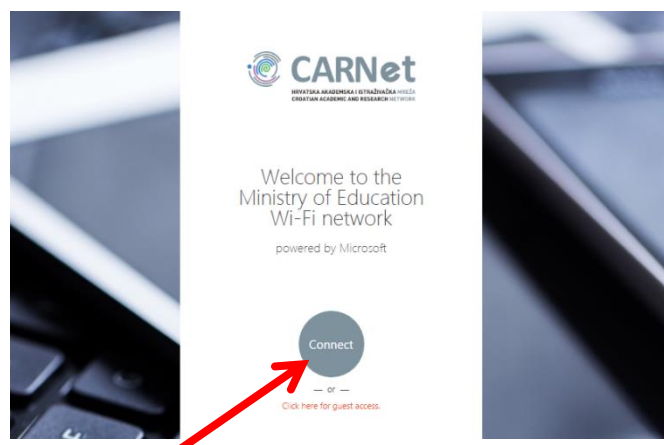 CARNet
HRVATSKA AKADEMSKA I ISTRAŽIVAČKA MREŽA
CROATIAN ACADEMIC AND RESEARCH NETWORK
Welcome to the
Ministry of Education
Wi-Fi network
powered by Microsoft
Connect
— or —
Click here for guest access.